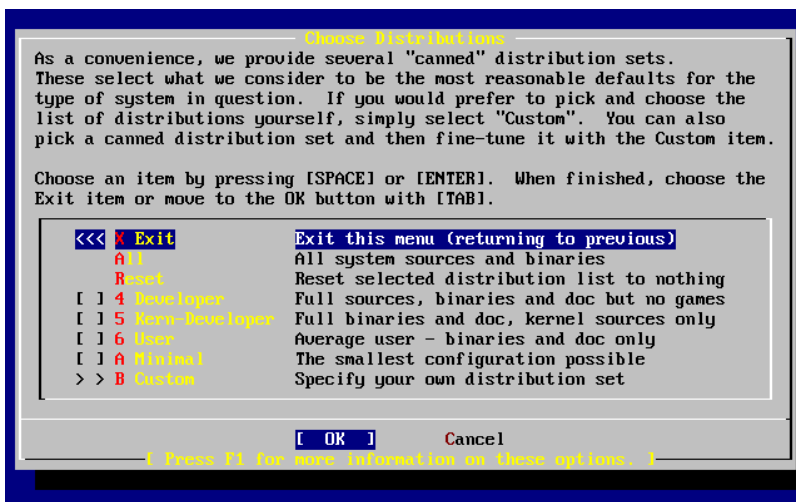 Choose Distributions
As a convenience, we provide several "canned" distribution sets.
These select what we consider to be the most reasonable defaults for the
type of system in question.  If you would prefer to pick and choose the
list of distributions yourself, simply select "Custom".  You can also
pick a canned distribution set and then fine-tune it with the Custom item.
Choose an item by pressing [SPACE] or [ENTER].  When finished, choose the
Exit item or move to the OK button with [TAB].
<<< X Exit            Exit this menu (returning to previous)
All             All system sources and binaries
Reset           Reset selected distribution list to nothing
[ ] 4 Developer       Full sources, binaries and doc but no games
[ ] 5 Kern-Developer  Full binaries and doc, kernel sources only
[ ] 6 User            Average user - binaries and doc only
[ ] A Minimal         The smallest configuration possible
> > B Custom          Specify your own distribution set
[  OK  ]       Cancel
[ Press F1 for more information on these options. ]